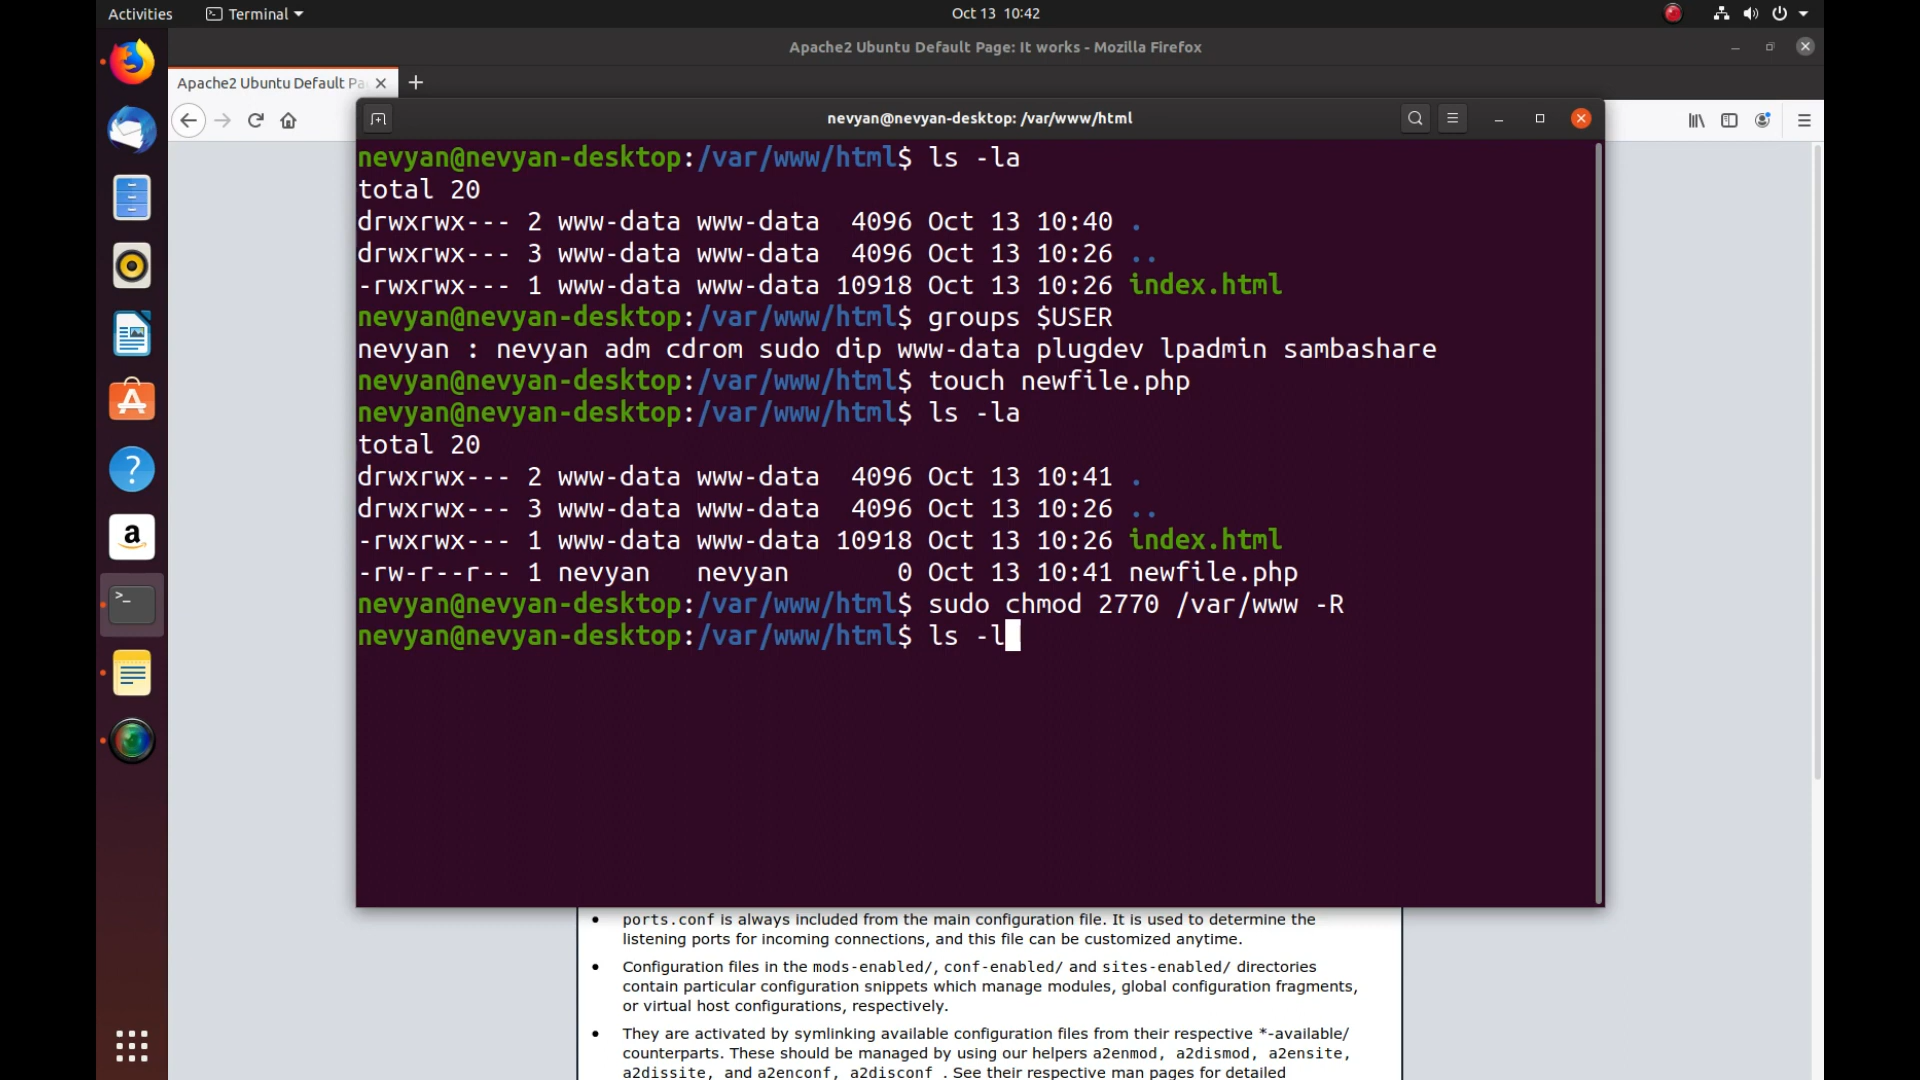 Activities Terminal Oct 13 10:42
Apache2 Ubuntu Default Page: It works - Mozilla Firefox
Apache2 Ubuntu Default Pa
nevyan@nevyan-desktop: /var/www/html
nevyan@nevyan-desktop:/var/www/html$ ls -la
total 20
drwxrwx--- 2 www-data www-data  4096 Oct 13 10:40 .
drwxrwx--- 3 www-data www-data  4096 Oct 13 10:26 ..
-rwxrwx--- 1 www-data www-data 10918 Oct 13 10:26 index.html
nevyan@nevyan-desktop:/var/www/html$ groups $USER
nevyan : nevyan adm cdrom sudo dip www-data plugdev lpadmin sambashare
nevyan@nevyan-desktop:/var/www/html$ touch newfile.php
nevyan@nevyan-desktop:/var/www/html$ ls -la
total 20
drwxrwx--- 2 www-data www-data  4096 Oct 13 10:41 .
drwxrwx--- 3 www-data www-data  4096 Oct 13 10:26 ..
-rwxrwx--- 1 www-data www-data 10918 Oct 13 10:26 index.html
-rw-r--r-- 1 nevyan   nevyan       0 Oct 13 10:41 newfile.php
nevyan@nevyan-desktop:/var/www/html$ sudo chmod 2770 /var/www -R
nevyan@nevyan-desktop:/var/www/html$ ls -l
• ports.conf is always included from the main configuration file. It is used to determine the
listening ports for incoming connections, and this file can be customized anytime.
• Configuration files in the mods-enabled/, conf-enabled/ and sites-enabled/ directories
contain particular configuration snippets which manage modules, global configuration fragments,
or virtual host configurations, respectively.
• They are activated by symlinking available configuration files from their respective *-available/
counterparts. These should be managed by using our helpers a2enmod, a2dismod, a2ensite,
a2dissite, and a2enconf, a2disconf . See their respective man pages for detailed